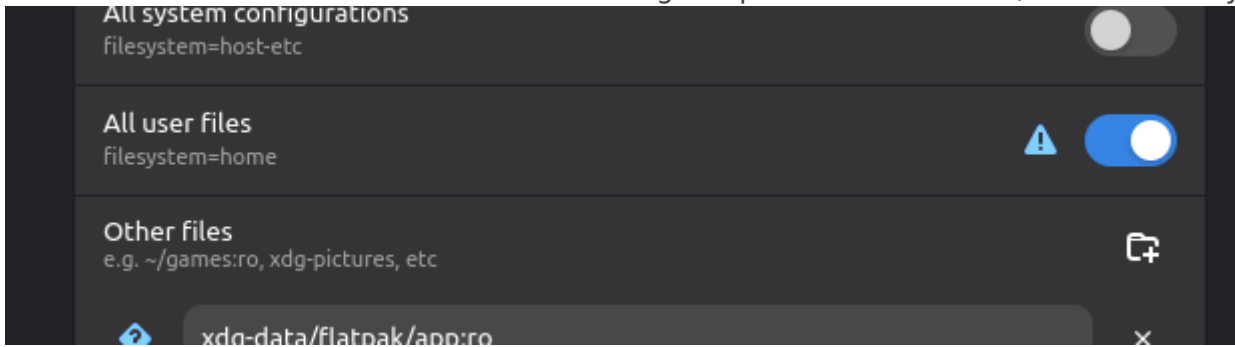 All system configurations
filesystem=host-etc
All user files
filesystem=home
Other files
e.g. ~/games:ro, xdg-pictures, etc
xdg-data/flatpak/app:ro